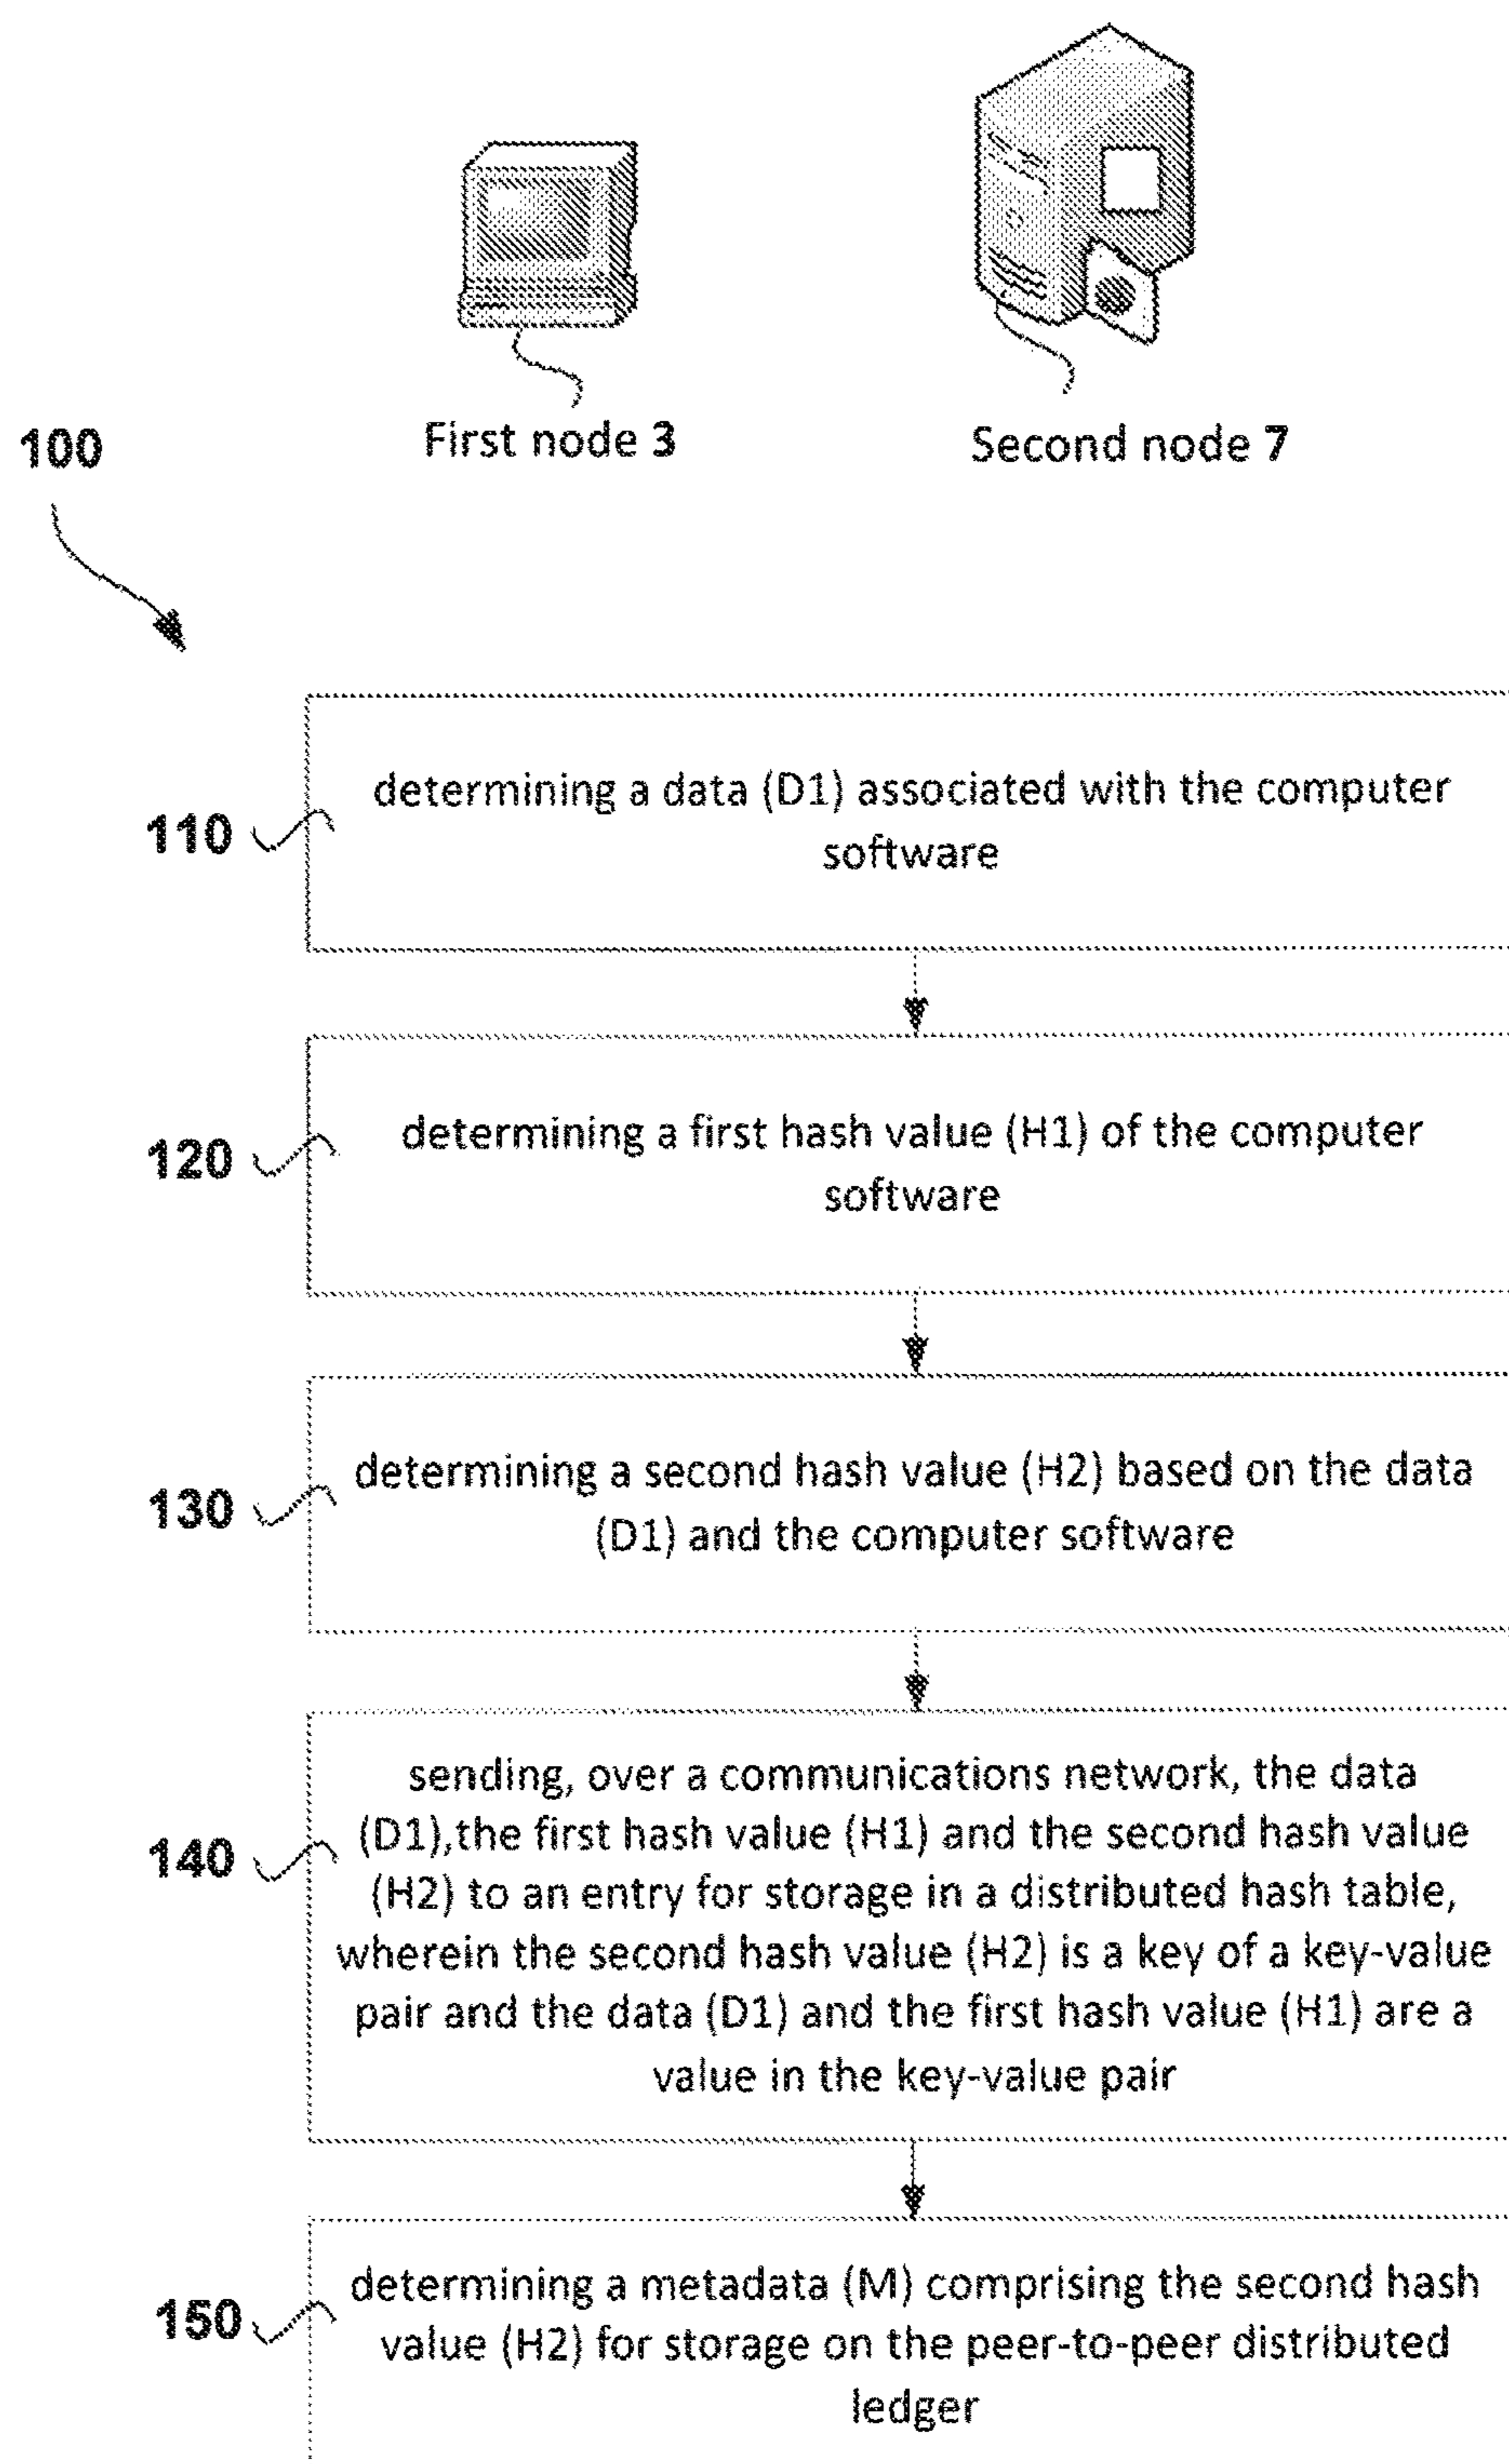 First node 3
Second node 7
100
110
determining a data (D1) associated with the computer
software
120
determining a first hash value (H1) of the computer
software
130
determining a second hash value (H2) based on the data
(D1) and the computer software
140
sending, over a communications network, the data
(D1),the first hash value (H1) and the second hash value
(H2) to an entry for storage in a distributed hash table,
wherein the second hash value (H2) is a key of a key-value
pair and the data (D1) and the first hash value (H1) are a
value in the key-value pair
150
determining a metadata (M) comprising the second hash
value (H2) for storage on the peer-to-peer distributed
ledger